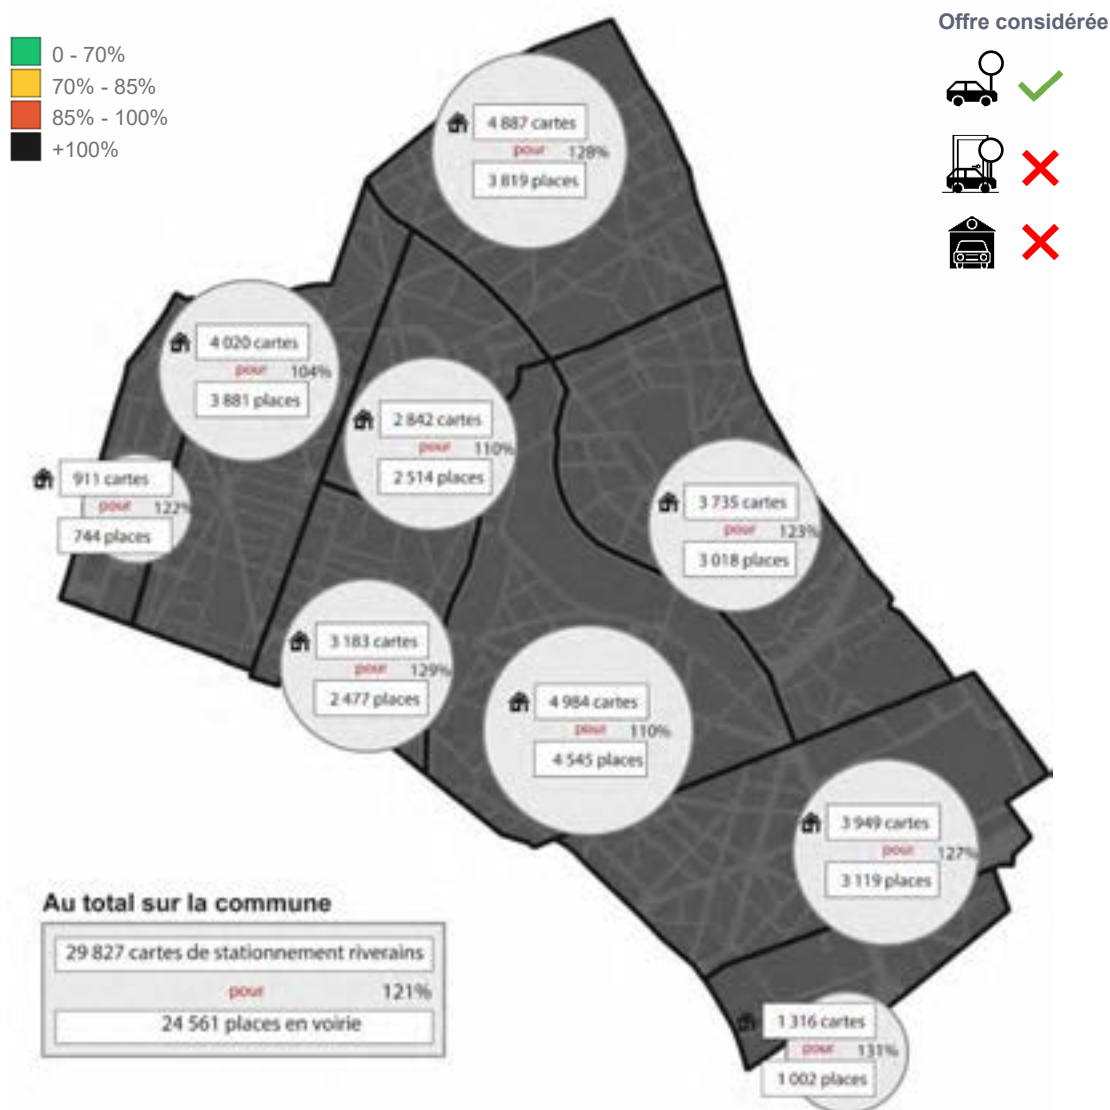 Offre considérée
0 - 70%
70% - 85%
85% - 100%
+100%
4 887 cartes
pour 128%
3 819 places
4 020 cartes
pour 104%
3 881 places
2 842 cartes
pour 110%
2 514 places
911 cartes
pour 122%
744 places
3 735 cartes
pour 123%
3 018 places
3 183 cartes
pour 129%
2 477 places
4 984 cartes
pour 110%
4 545 places
3 949 cartes
pour 127%
3 119 places
Au total sur la commune
29 827 cartes de stationnement riverains
pour 121%
24 561 places en voirie
1 316 cartes
pour 131%
1 002 places